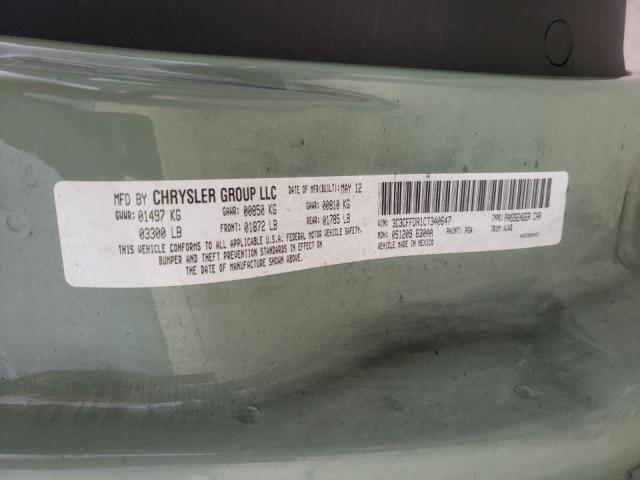 MFD BY CHRYSLER GROUP LLC DATE OF MFR(BUILT): MAY 12
GVWR: 01497 KG GAWR: 00850 KG GAWR: 00810 KG
03300 LB FRONT: 01872 LB REAR: 01785 LB
THIS VEHICLE CONFORMS TO ALL APPLICABLE U.S.A. FEDERAL MOTOR VEHICLE SAFETY,
BUMPER AND THEFT PREVENTION STANDARDS IN EFFECT ON
THE DATE OF MANUFACTURE SHOWN ABOVE.
VIN: 3C3CFFDR1CT340647 TYPE: PASSENGER CAR
MDH: 051209 630AA PAINT: PGA TRIM:
VEHICLE MADE IN MEXICO